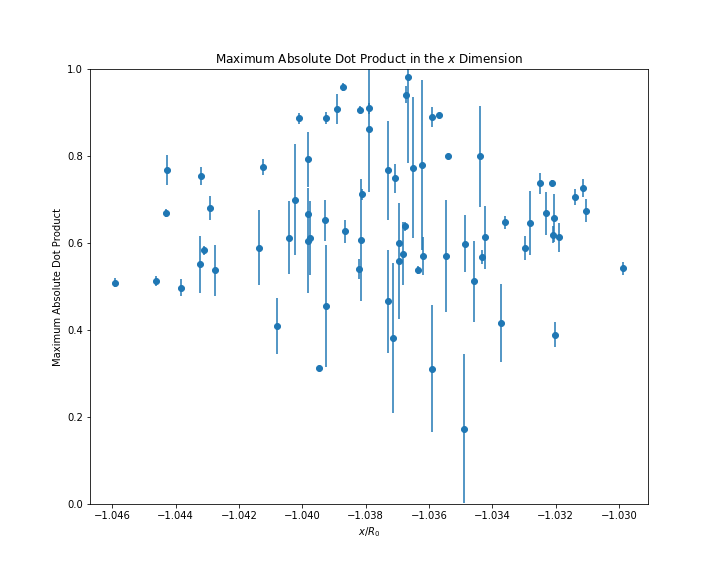 Maximum Absolute Dot Product in the x Dimension
Maximum Absolute Dot Product
1.0
0.8
0.6
0.4
0.2
0.0
−1.046 −1.044 −1.042 −1.040 −1.038 −1.036 −1.034 −1.032 −1.030
x/R₀